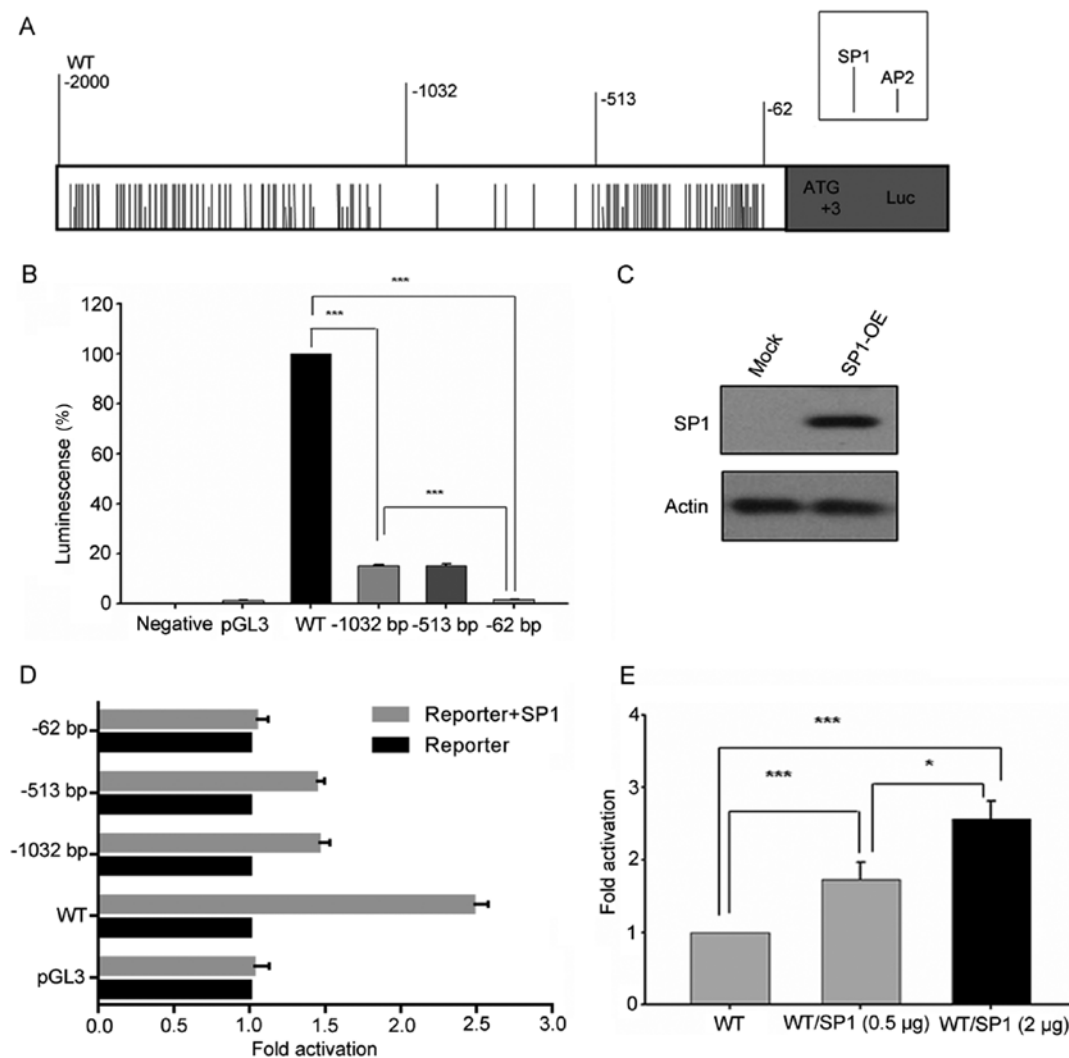 A
WT
-2000
-1032
-513
-62
SP1
AP2
ATG
+3
Luc
B
Luminescense (%)
120
100
80
60
40
20
0
***
***
***
Negative pGL3 WT -1032 bp -513 bp -62 bp
C
Mock
SP1-OE
SP1
Actin
D
-62 bp
-513 bp
-1032 bp
WT
pGL3
Reporter+SP1
Reporter
0.0 0.5 1.0 1.5 2.0 2.5 3.0
Fold activation
E
Fold activation
4
3
2
1
0
***
***
*
WT WT/SP1 (0.5 µg) WT/SP1 (2 µg)